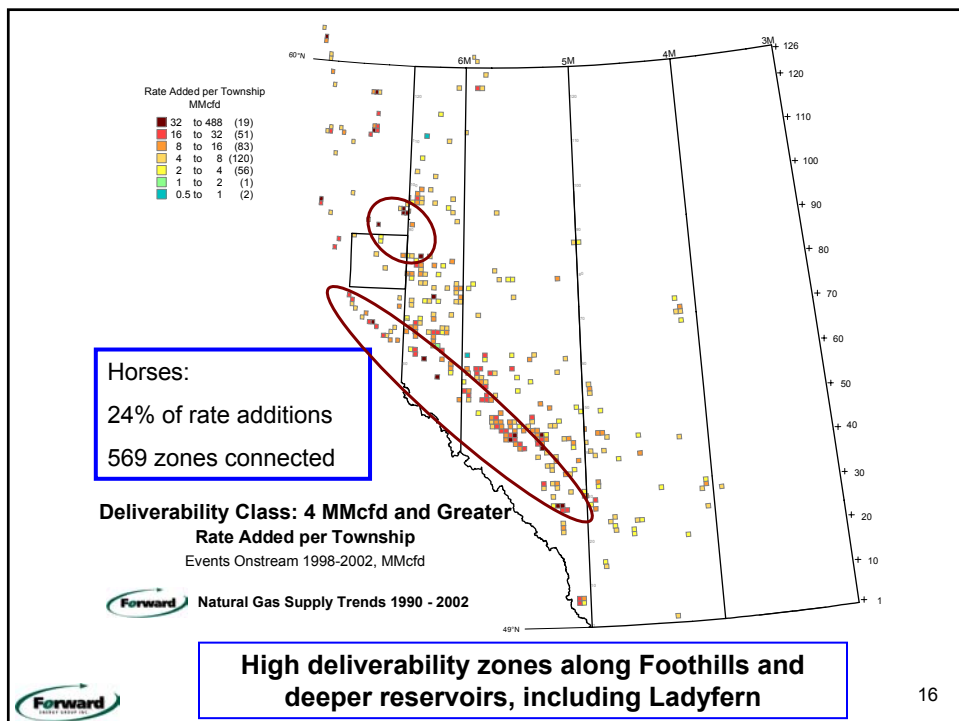 60°N
6M
5M
4M
3M
126
120
110
100
90
80
70
60
50
40
30
20
10
1
49°N
Rate Added per Township
MMcfd
32 to 488 (19)
16 to 32 (51)
8 to 16 (83)
4 to 8 (120)
2 to 4 (56)
1 to 2 (1)
0.5 to 1 (2)
Horses:
24% of rate additions
569 zones connected
Deliverability Class: 4 MMcfd and Greater
Rate Added per Township
Events Onstream 1998-2002, MMcfd
Forward Natural Gas Supply Trends 1990 - 2002
High deliverability zones along Foothills and
deeper reservoirs, including Ladyfern
Forward
ENERGY GROUP INC.
16